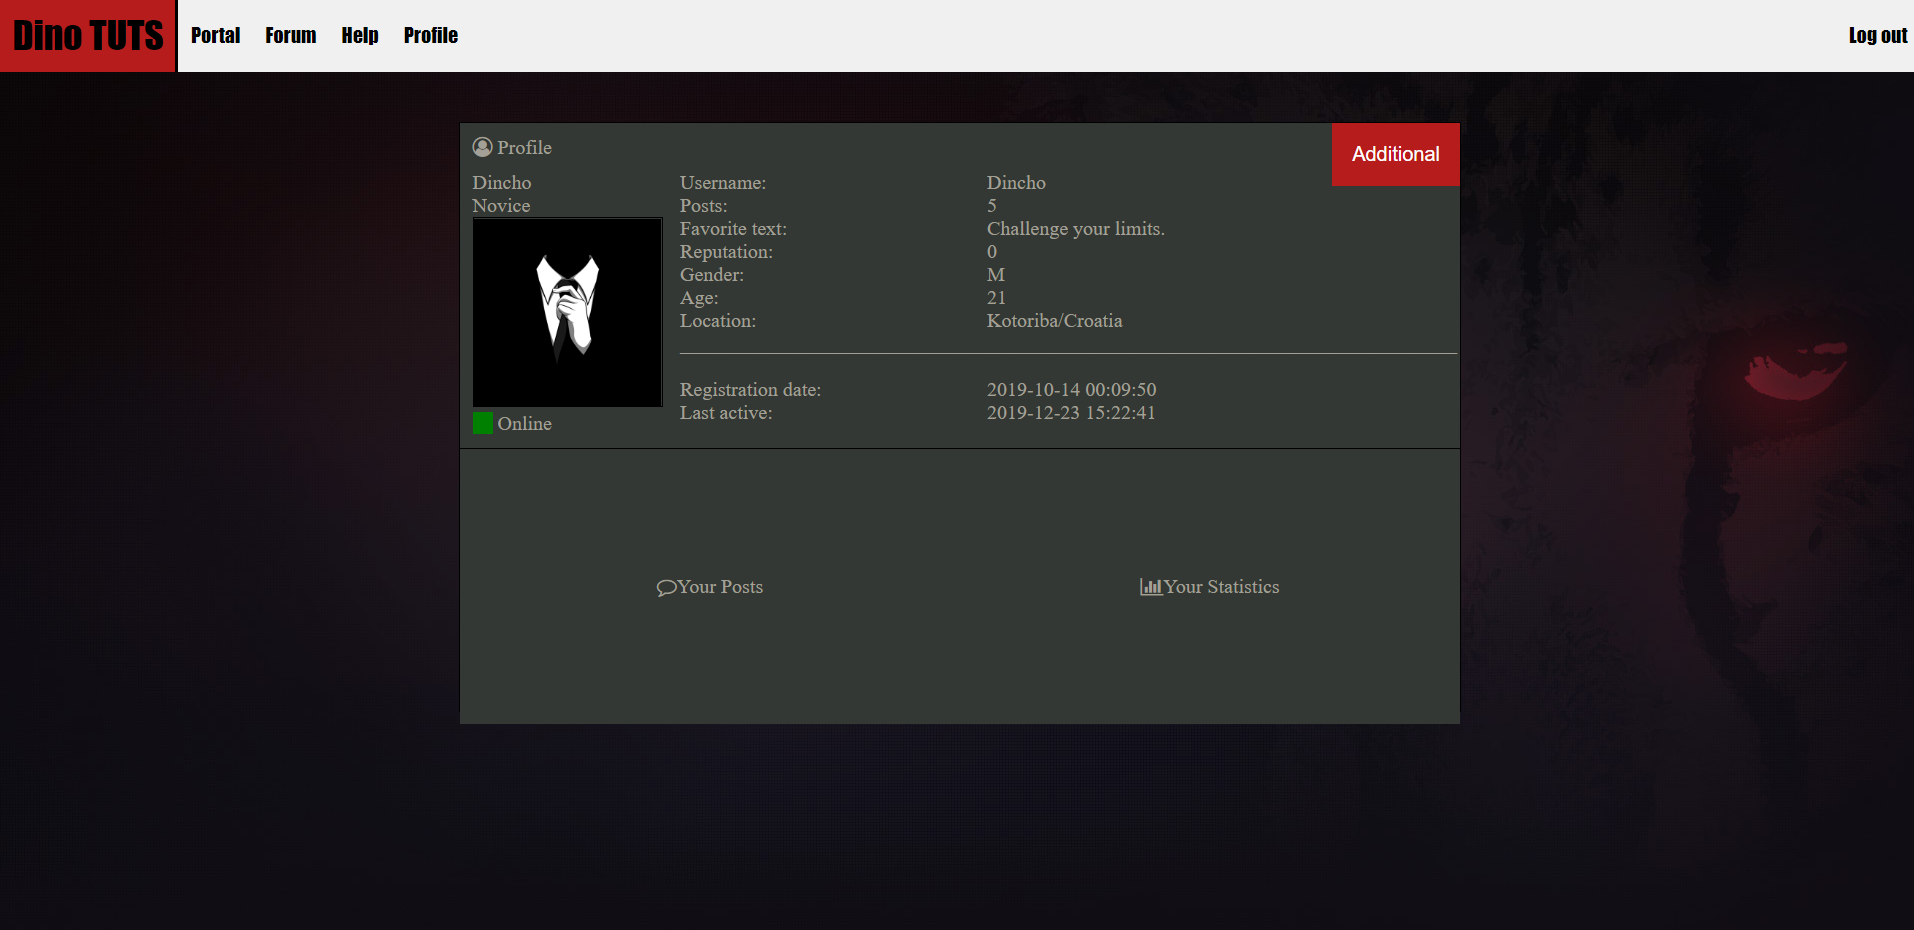 Dino TUTS Portal Forum Help Profile Log out
Profile
Additional
Dincho
Novice
Online
Username: Dincho
Posts: 5
Favorite text: Challenge your limits.
Reputation: 0
Gender: M
Age: 21
Location: Kotoriba/Croatia
Registration date: 2019-10-14 00:09:50
Last active: 2019-12-23 15:22:41
Your Posts
Your Statistics